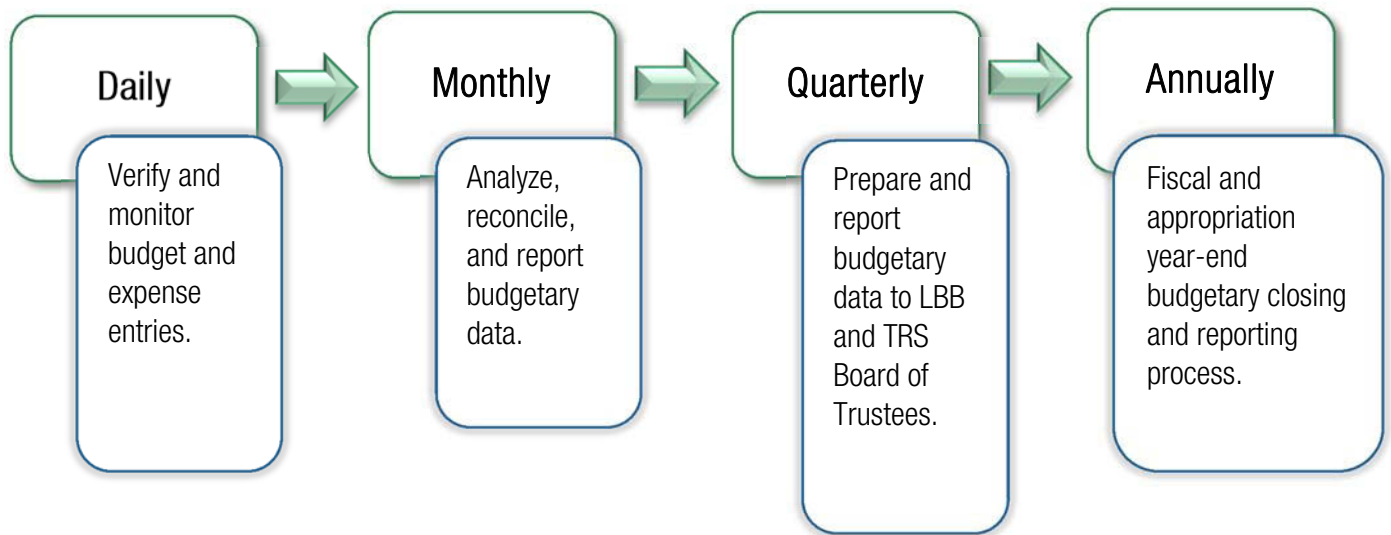 Daily
Verify and
monitor
budget and
expense
entries.
Monthly
Analyze,
reconcile,
and report
budgetary
data.
Quarterly
Prepare and
report
budgetary
data to LBB
and TRS
Board of
Trustees.
Annually
Fiscal and
appropriation
year-end
budgetary closing
and reporting
process.